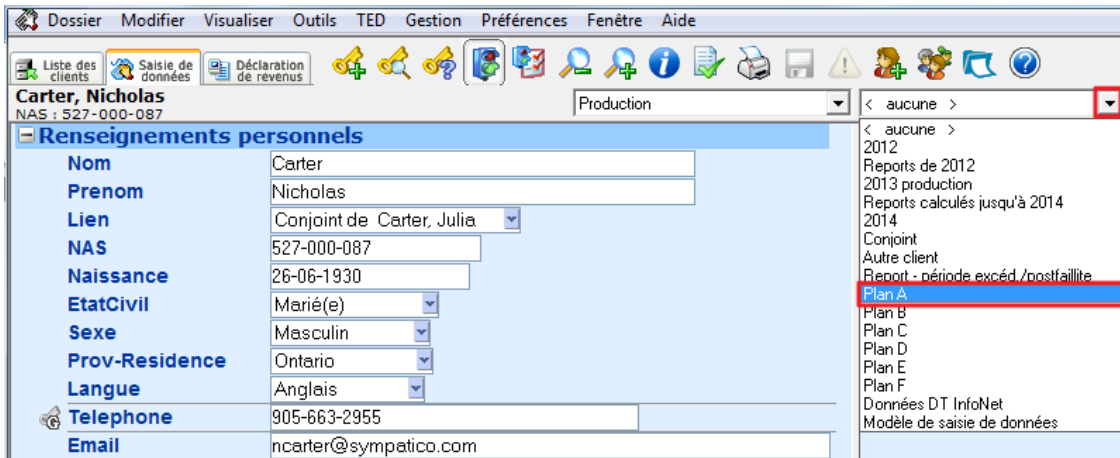 Dossier Modifier Visualiser Outils TED Gestion Préférences Fenêtre Aide
Liste des clients Saisie de données Déclaration de revenus
Carter, Nicholas
NAS : 527-000-087
Production
< aucune >
Renseignements personnels
Nom Carter
Prenom Nicholas
Lien Conjoint de Carter, Julia
NAS 527-000-087
Naissance 26-06-1930
EtatCivil Marié(e)
Sexe Masculin
Prov-Residence Ontario
Langue Anglais
Telephone 905-663-2955
Email ncarter@sympatico.com
< aucune >
2012
Reports de 2012
2013 production
Reports calculés jusqu'à 2014
2014
Conjoint
Autre client
Report - période excéd./postfaillite
Plan A
Plan B
Plan C
Plan D
Plan E
Plan F
Données DT InfoNet
Modèle de saisie de données